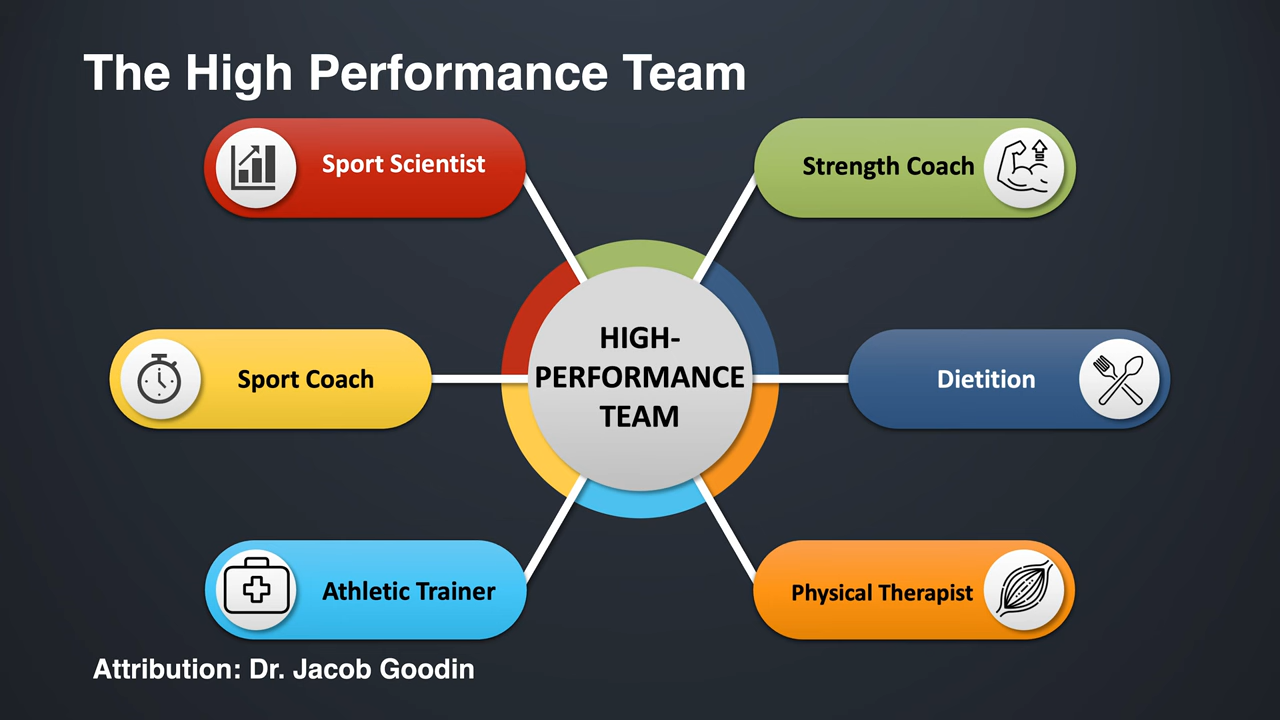 The High Performance Team
Sport Scientist
Strength Coach
HIGH-
PERFORMANCE
TEAM
Sport Coach
Dietition
Athletic Trainer
Physical Therapist
Attribution: Dr. Jacob Goodin